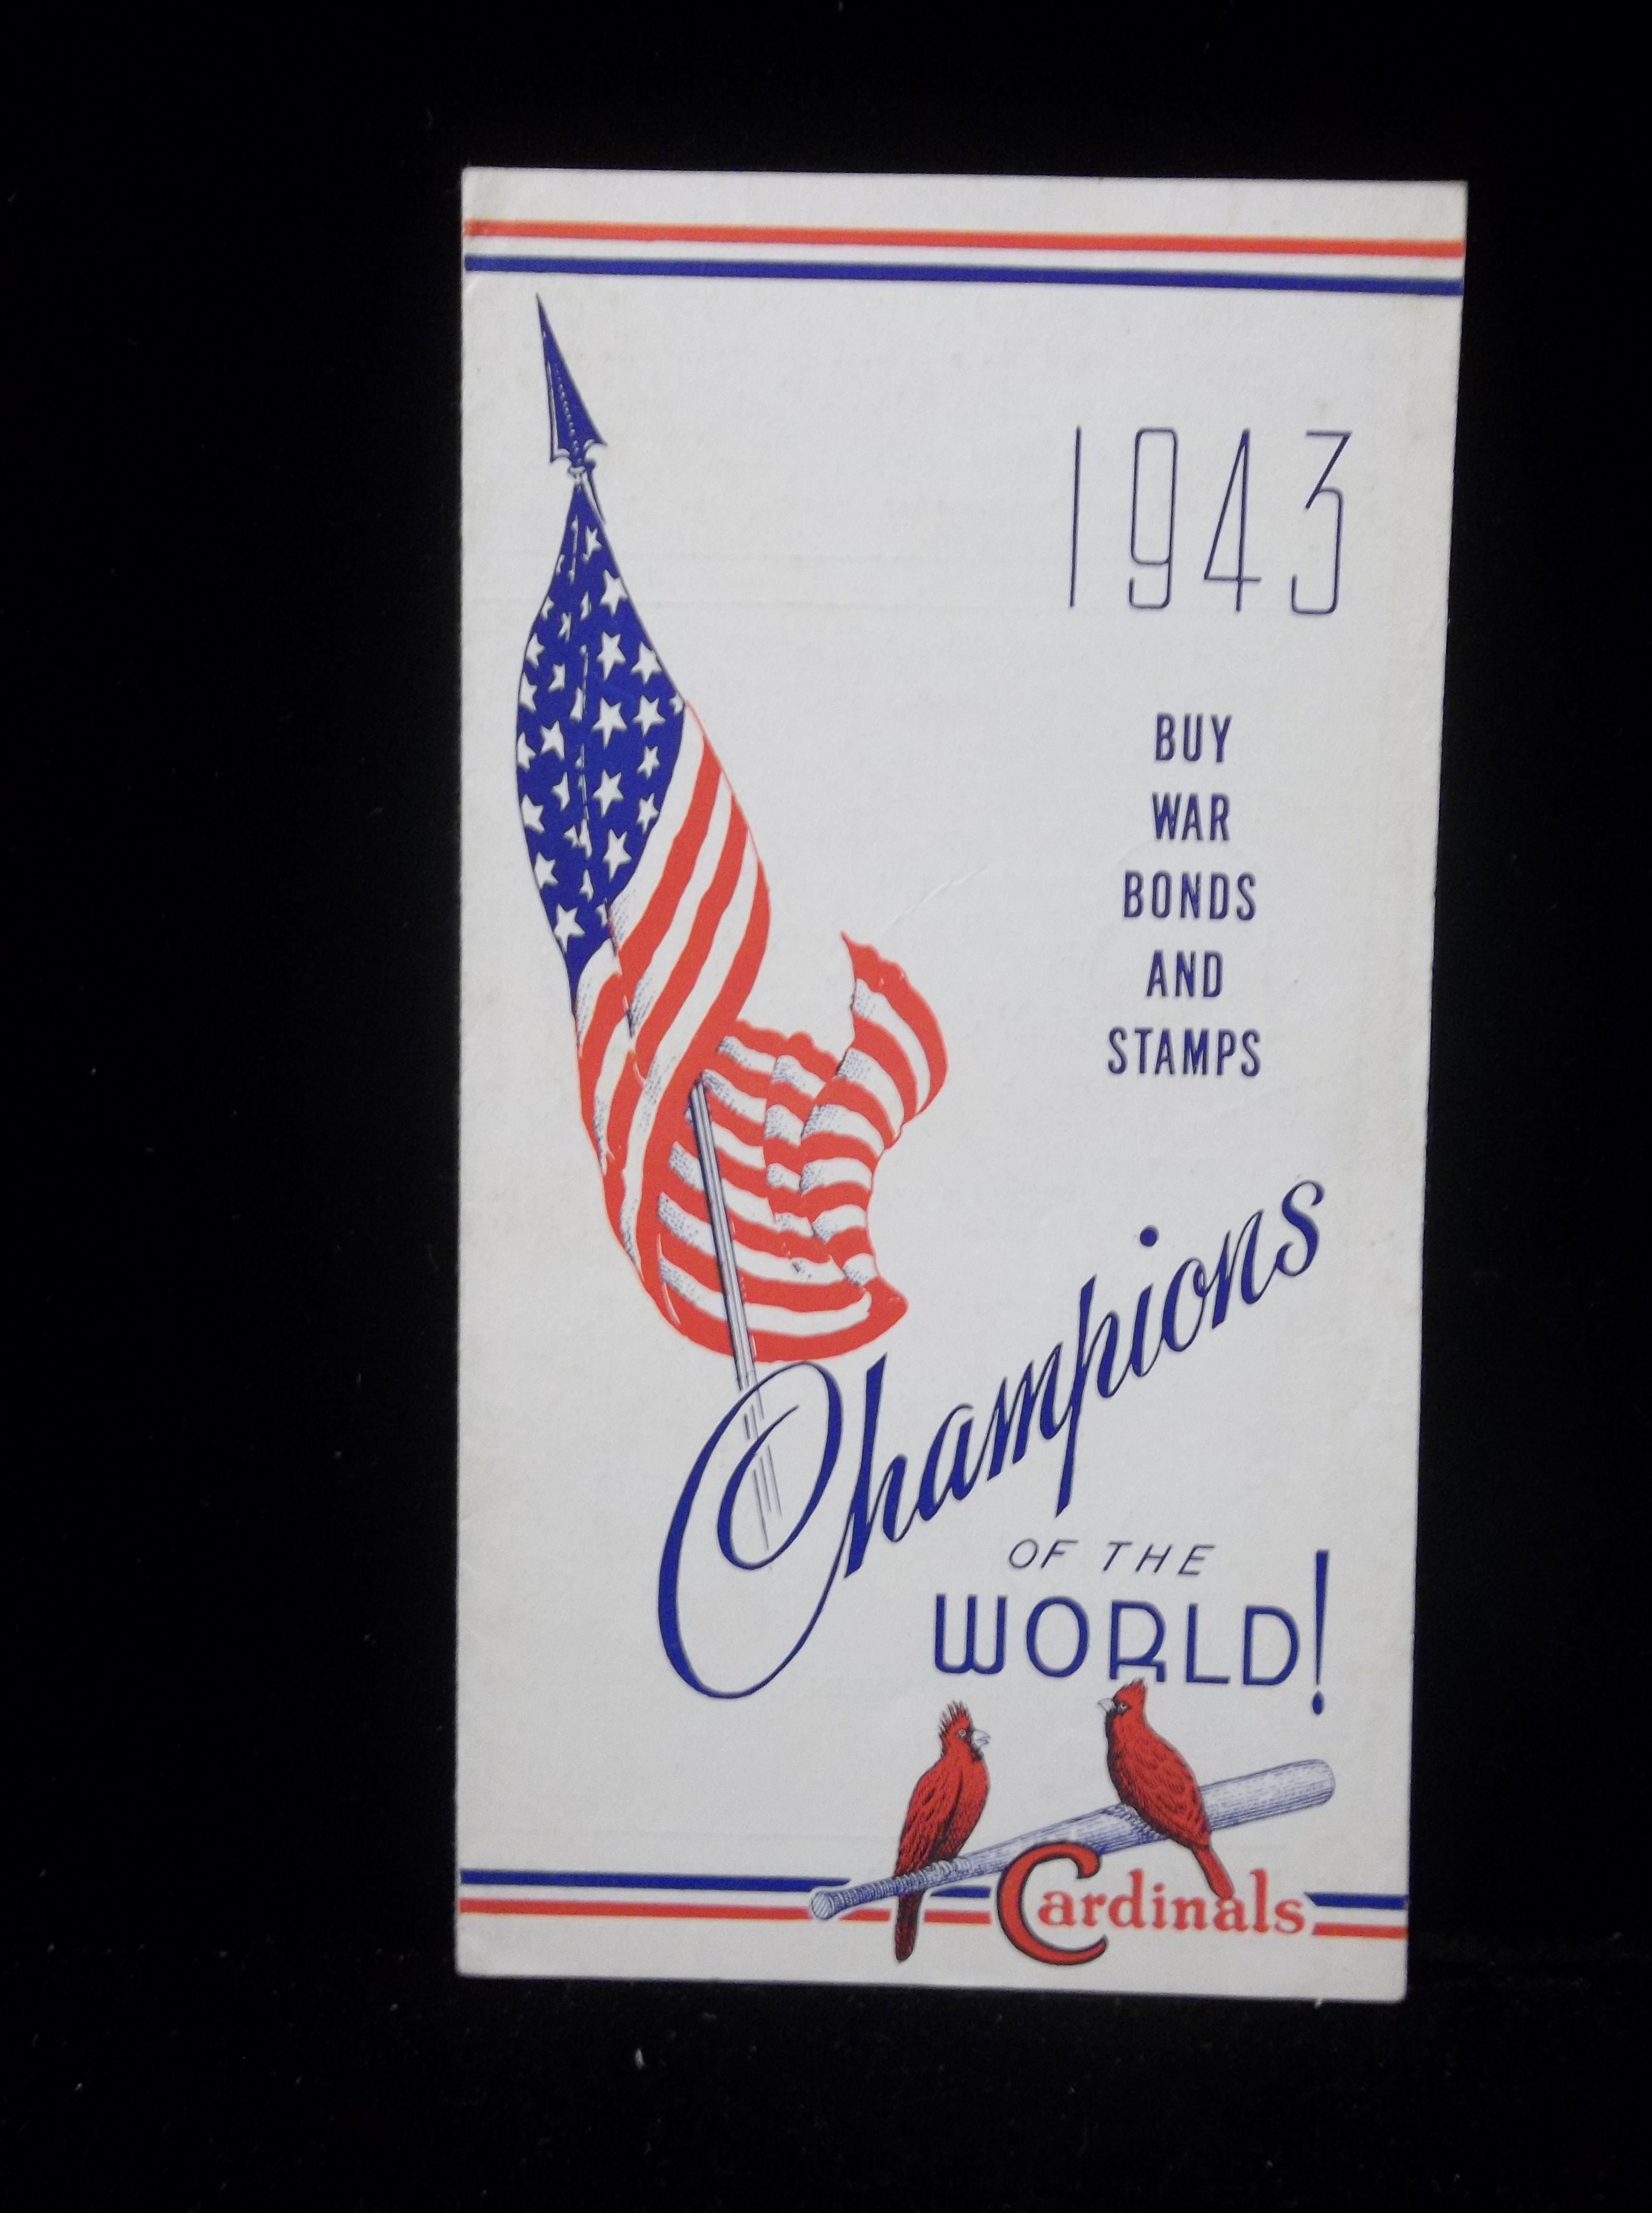 1943
BUY
WAR
BONDS
AND
STAMPS
Champions
OF THE
WORLD!
Cardinals